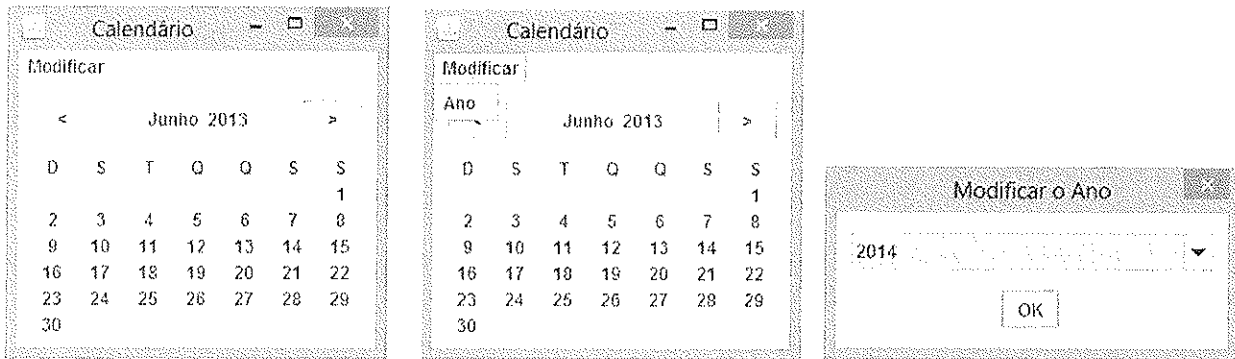 Calendário
Modificar
< Junho 2013 >
D S T Q Q S S
1
2 3 4 5 6 7 8
9 10 11 12 13 14 15
16 17 18 19 20 21 22
23 24 25 26 27 28 29
30
Calendário
Modificar
Ano
Junho 2013 >
D S T Q Q S S
1
2 3 4 5 6 7 8
9 10 11 12 13 14 15
16 17 18 19 20 21 22
23 24 25 26 27 28 29
30
Modificar o Ano
2014
OK